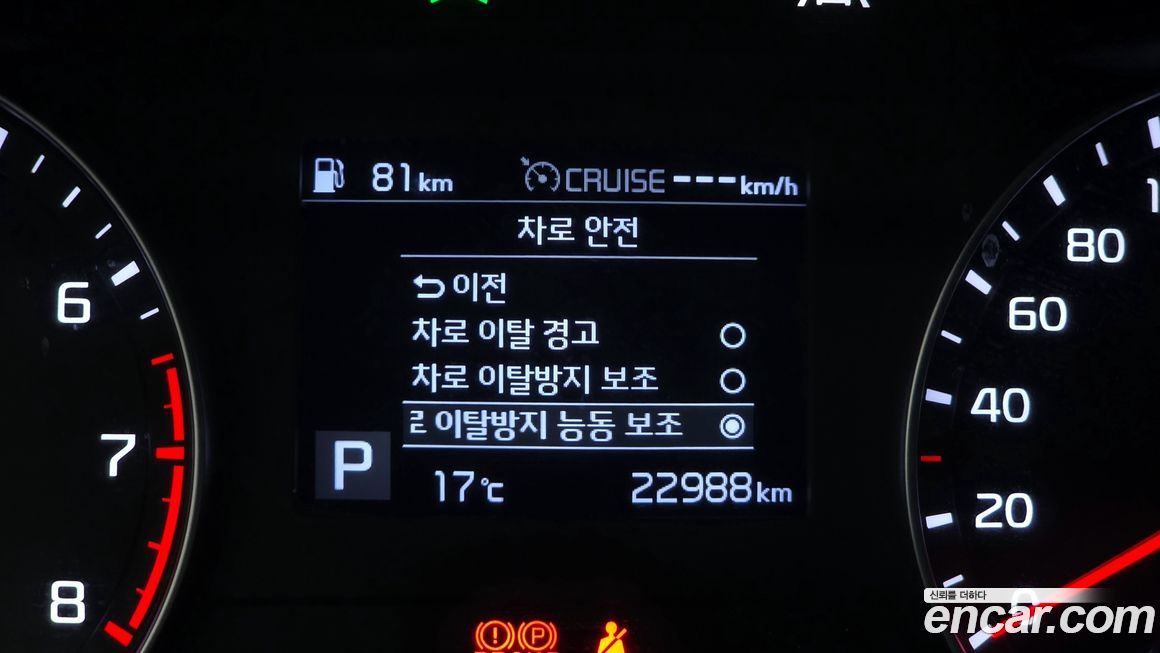 81km CRUISE --- km/h
차로 안전
이전
차로 이탈 경고
차로 이탈방지 보조
이탈방지 능동 보조
P
17℃ 22988km
6
7
8
80
60
40
20
0
P
신뢰를 더하다
encar.com